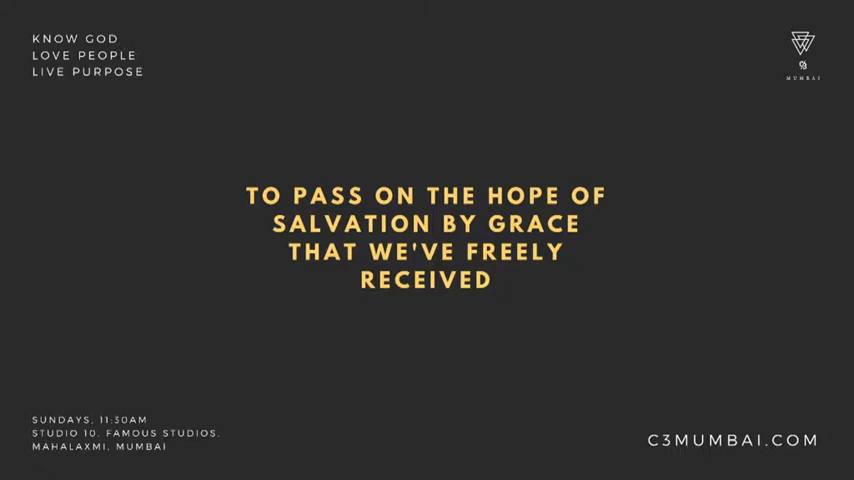 KNOW GOD
LOVE PEOPLE
LIVE PURPOSE
C3
MUMBAI
TO PASS ON THE HOPE OF
SALVATION BY GRACE
THAT WE'VE FREELY
RECEIVED
SUNDAYS, 11:30AM
STUDIO 10, FAMOUS STUDIOS,
MAHALAXMI, MUMBAI
C3MUMBAI.COM